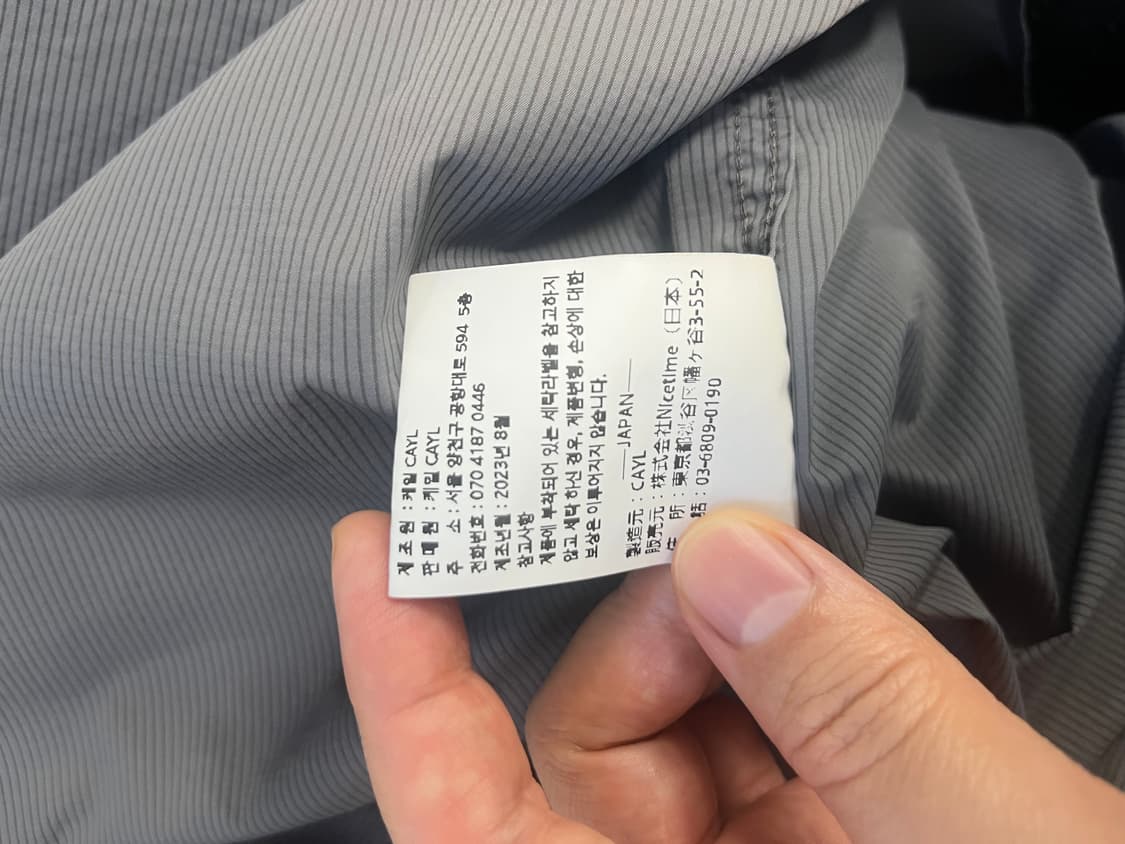 제 조 원 : 케일 CAYL
판 매 원 : 케일 CAYL
주 소 : 서울 양천구 공항대로 594 5층
전화번호 : 070 4187 0446
제조년월 : 2023년 8월
참고사항
제품에 부착되어 있는 세탁라벨을 참고하지
않고 세탁하신 경우, 제품변형, 손상에 대한
보상은 이루어지지 않습니다.
JAPAN
製造元 : CAYL
販売元 : 株式会社Nicetime (日本)
住 所 : 東京都渋谷区幡ヶ谷3-55-2
括 : 03-6809-0190